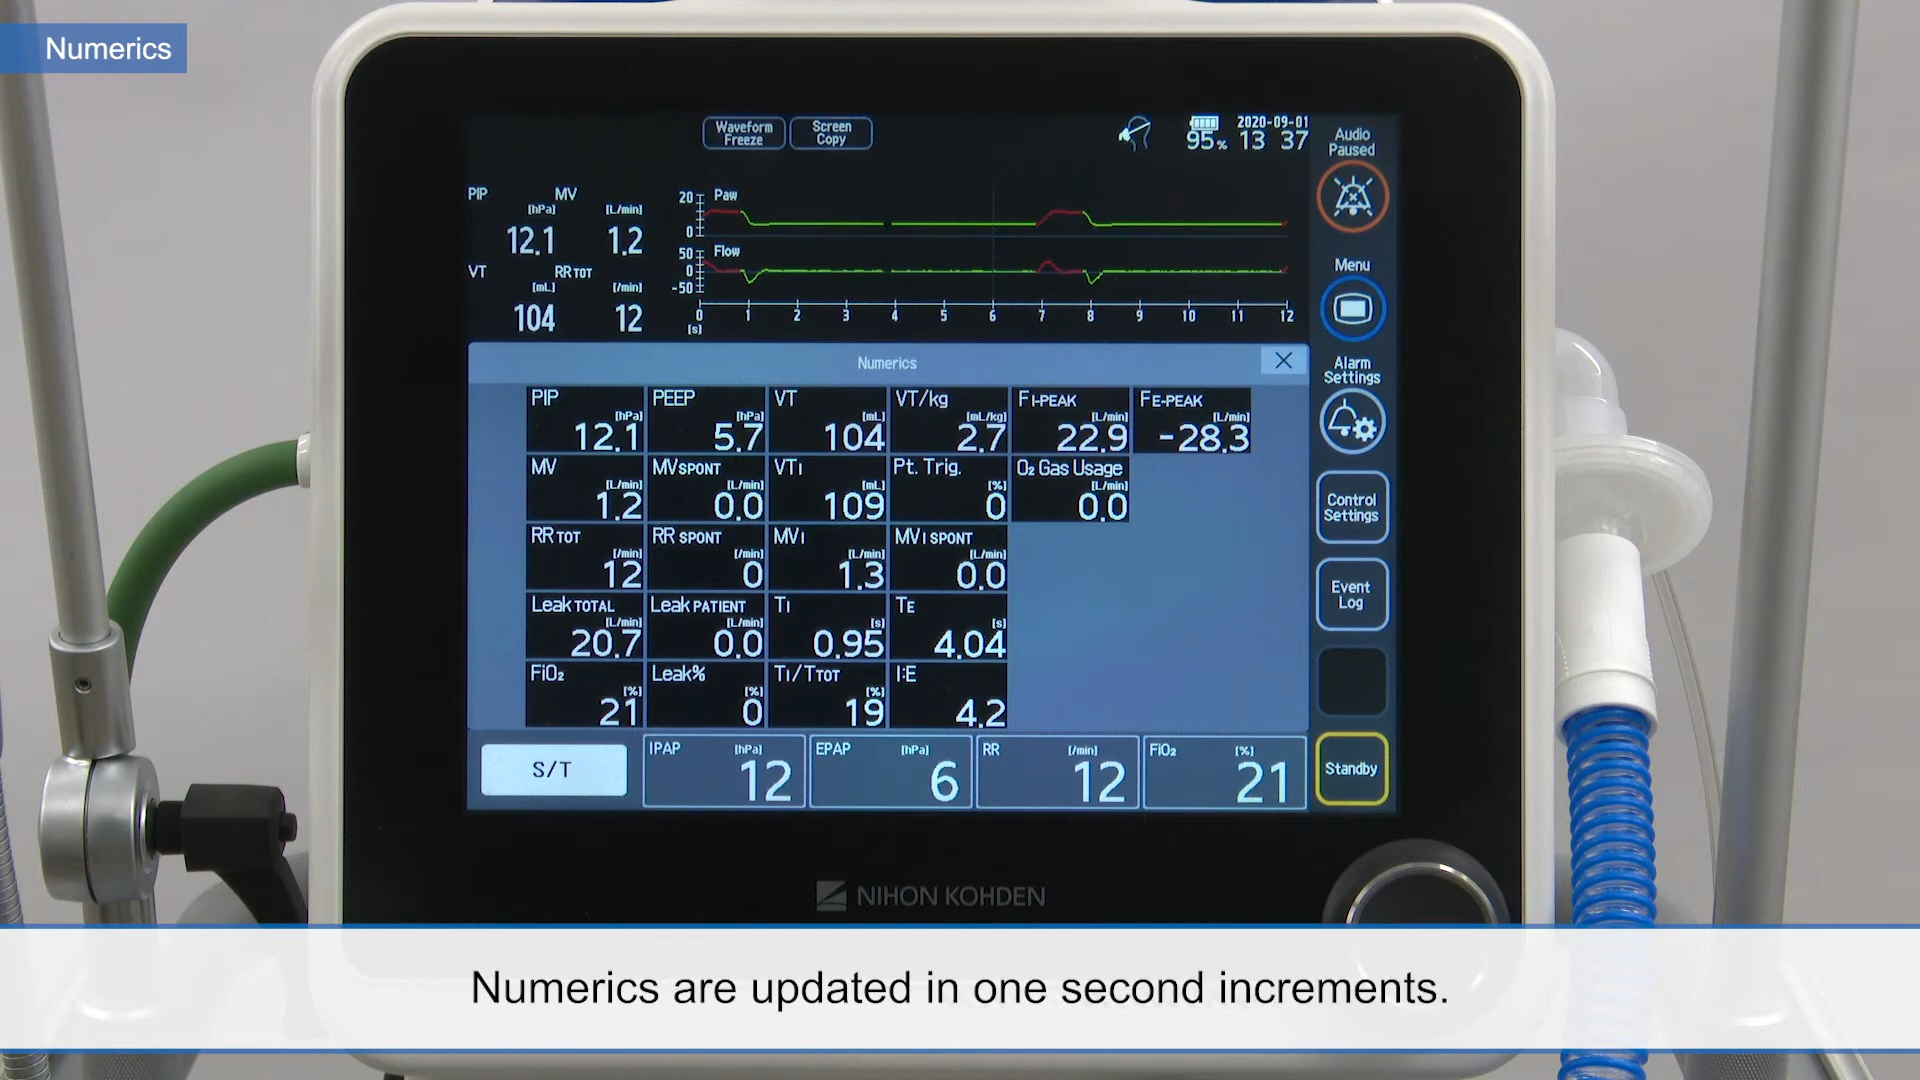 Numerics
Waveform
Freeze
Screen
Copy
95%
2020-09-01
13 37
Audio
Paused
PIP
[hPa]
12.1
MV
[L/min]
1.2
VT
[mL]
104
RR TOT
[/min]
12
20
0
Paw
50
0
-50
Flow
0 1 2 3 4 5 6 7 8 9 10 11 12
[s]
Menu
Alarm
Settings
Control
Settings
Event
Log
Standby
Numerics
PIP [hPa] 12.1
PEEP [hPa] 5.7
VT [mL] 104
VT/kg [mL/kg] 2.7
FI-PEAK [L/min] 22.9
FE-PEAK [L/min] -28.3
MV [L/min] 1.2
MV SPONT [L/min] 0.0
VTI [mL] 109
Pt. Trig. [%] 0
O₂ Gas Usage [L/min] 0.0
RR TOT [/min] 12
RR SPONT [/min] 0
MVI [L/min] 1.3
MVI SPONT [L/min] 0.0
Leak TOTAL [L/min] 20.7
Leak PATIENT [L/min] 0.0
TI [s] 0.95
TE [s] 4.04
FiO₂ [%] 21
Leak% [%] 0
TI/TTOT [%] 19
I:E 4.2
S/T
IPAP [hPa] 12
EPAP [hPa] 6
RR [/min] 12
FiO₂ [%] 21
NIHON KOHDEN
Numerics are updated in one second increments.